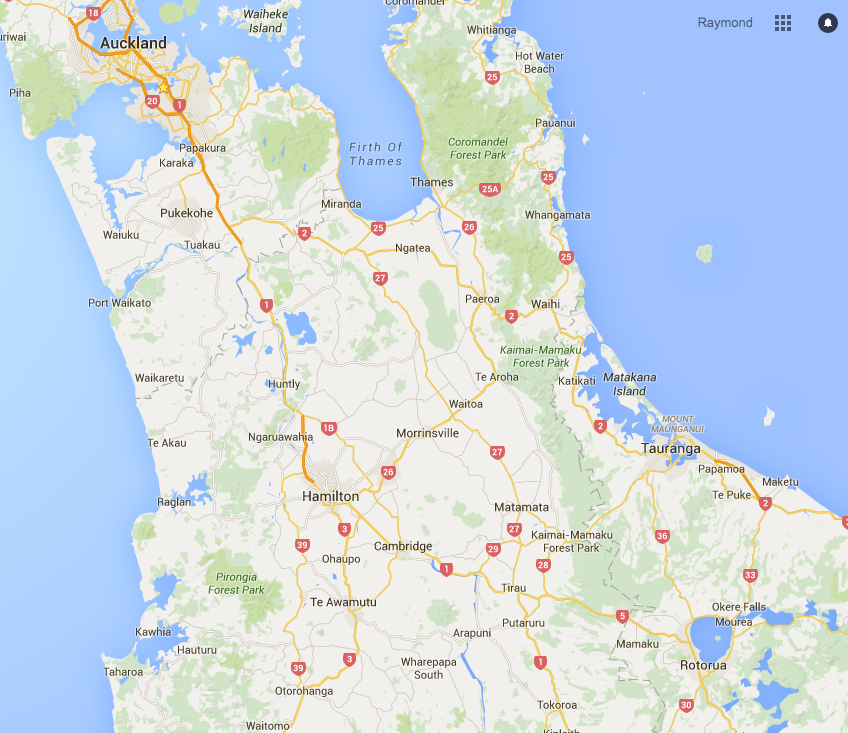 Coromandel
18
Waiheke
Island
Raymond
Whitianga
Auckland
Hot Water
Beach
25
Piha
20
1
Pauanui
Papakura
Firth Of
Thames
Coromandel
Forest Park
Karaka
Thames
25A
25
Miranda
Pukekohe
Whangamata
Waiuku
2
25
26
Tuakau
Ngatea
25
27
Port Waikato
1
Paeroa
Waihi
2
Kaimai-Mamaku
Forest Park
Waikaretu
Huntly
Te Aroha
Katikati
Matakana
Island
Waitoa
Ngaruawahia
1B
Morrinsville
2
MOUNT
MAUNGANUI
Te Akau
27
Tauranga
26
Papamoa
Raglan
Hamilton
Maketu
Te Puke
2
Matamata
3
27
Kaimai-Mamaku
Forest Park
36
39
Cambridge
29
Ohaupo
1
28
33
Pirongia
Forest Park
Tirau
Te Awamutu
Okere Falls
Mourea
5
Putaruru
Kawhia
Arapuni
Mamaku
Hauturu
3
Wharepapa
South
1
Rotorua
Taharoa
39
Otorohanga
Tokoroa
30
Waitomo